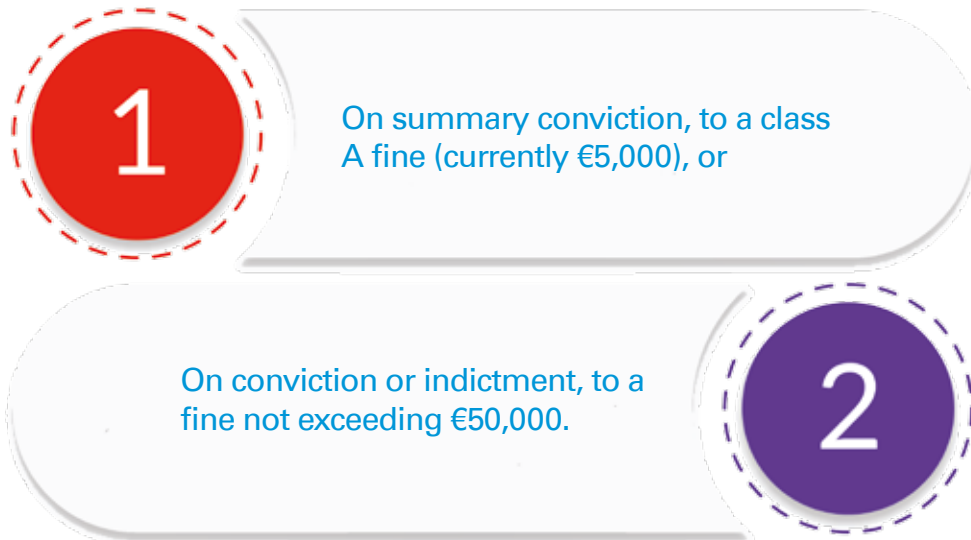 1
On summary conviction, to a class
A fine (currently €5,000), or
On conviction or indictment, to a
fine not exceeding €50,000.
2